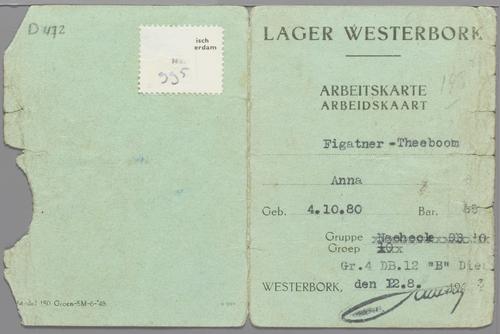 D 472
isch
erdam
No.
995
LAGER WESTERBORK
ARBEITSKARTE
ARBEIDSKAART
Figatner-Theeboom
Anna
Geb. 4.10.80 Bar.
Gruppe
Groep
Gr.4 DB.12 "B"
WESTERBORK, den 12.8.